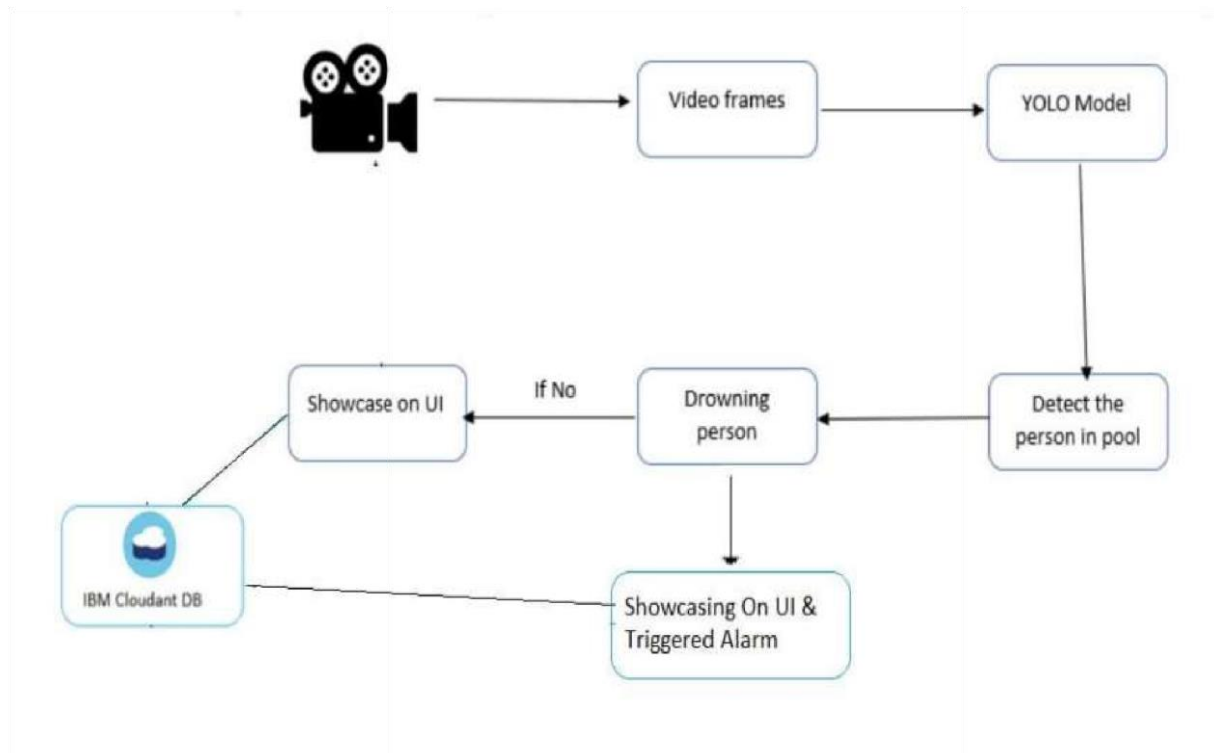 Video frames
YOLO Model
Showcase on UI
If No
Drowning
person
Detect the
person in pool
IBM Cloudant DB
Showcasing On UI &
Triggered Alarm